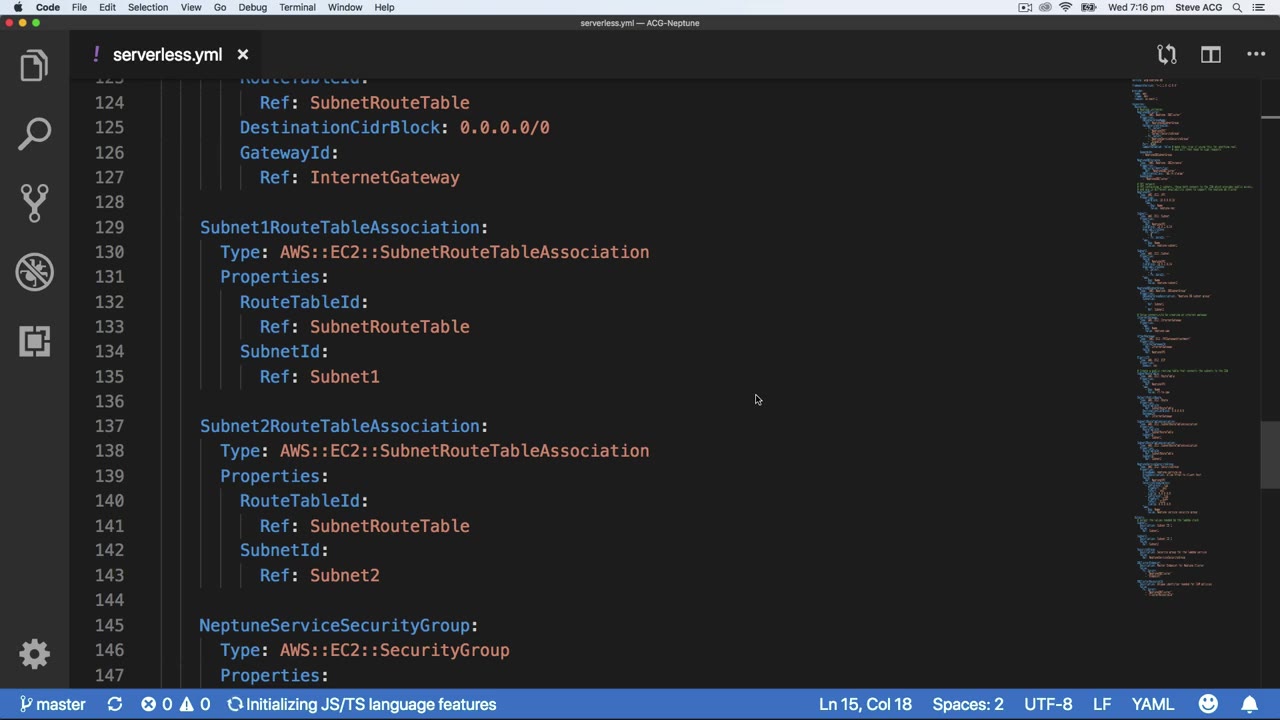 Code File Edit Selection View Go Debug Terminal Window Help Wed 7:16 pm Steve ACG
serverless.yml — ACG-Neptune
! serverless.yml ×
123 RouteTableId:
124 Ref: SubnetRouteTable
125 DestinationCidrBlock: 0.0.0.0/0
126 GatewayId:
127 Ref: InternetGateway
128
129 Subnet1RouteTableAssociation:
130 Type: AWS::EC2::SubnetRouteTableAssociation
131 Properties:
132 RouteTableId:
133 Ref: SubnetRouteTable
134 SubnetId:
135 Ref: Subnet1
136
137 Subnet2RouteTableAssociation:
138 Type: AWS::EC2::SubnetRouteTableAssociation
139 Properties:
140 RouteTableId:
141 Ref: SubnetRouteTable
142 SubnetId:
143 Ref: Subnet2
144
145 NeptuneServiceSecurityGroup:
146 Type: AWS::EC2::SecurityGroup
147 Properties:
master 0 0 Initializing JS/TS language features Ln 15, Col 18 Spaces: 2 UTF-8 LF YAML